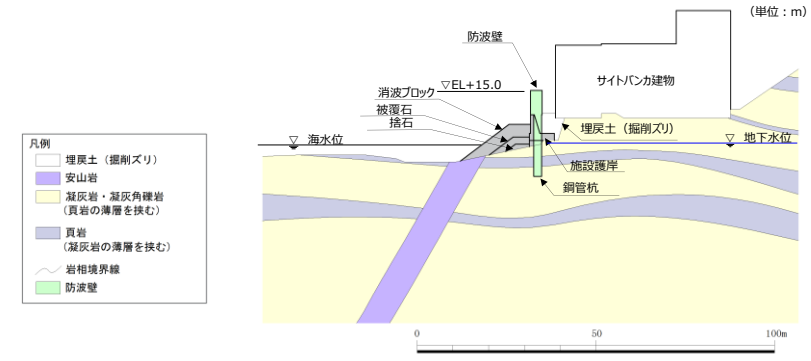 （単位：m）
防波壁
▽EL+15.0
サイトバンカ建物
消波ブロック
被覆石
捨石
埋戻土（掘削ズリ）
海水位
地下水位
施設護岸
鋼管杭
凡例
埋戻土（掘削ズリ）
安山岩
凝灰岩・凝灰角礫岩
（頁岩の薄層を挟む）
頁岩
（凝灰岩の薄層を挟む）
岩相境界線
防波壁
0 50 100m